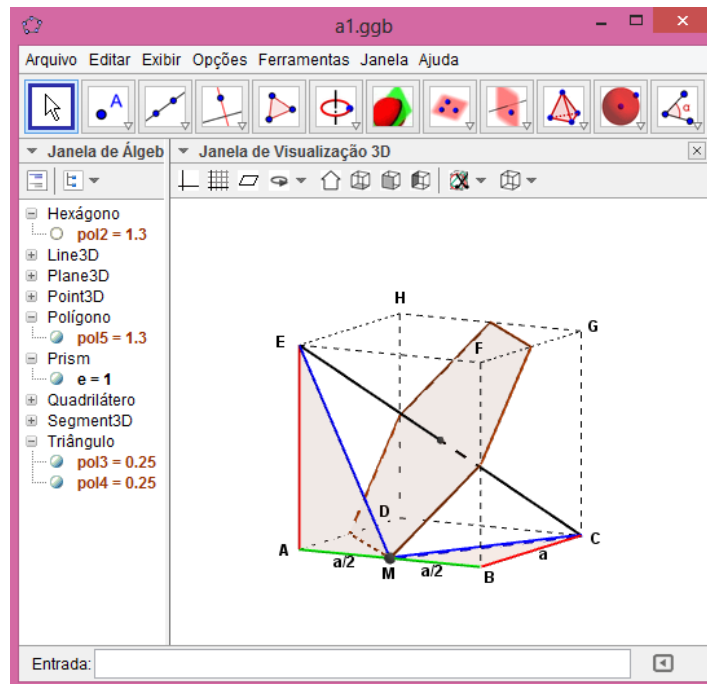 a1.ggb
Arquivo Editar Exibir Opções Ferramentas Janela Ajuda
A
α
Janela de Álgeb
Janela de Visualização 3D
Hexágono
pol2 = 1.3
Line3D
Plane3D
Point3D
Polígono
pol5 = 1.3
Prism
e = 1
Quadrilátero
Segment3D
Triângulo
pol3 = 0.25
pol4 = 0.25
H
G
E
F
D
C
A
a/2
M
a/2
B
a
Entrada: